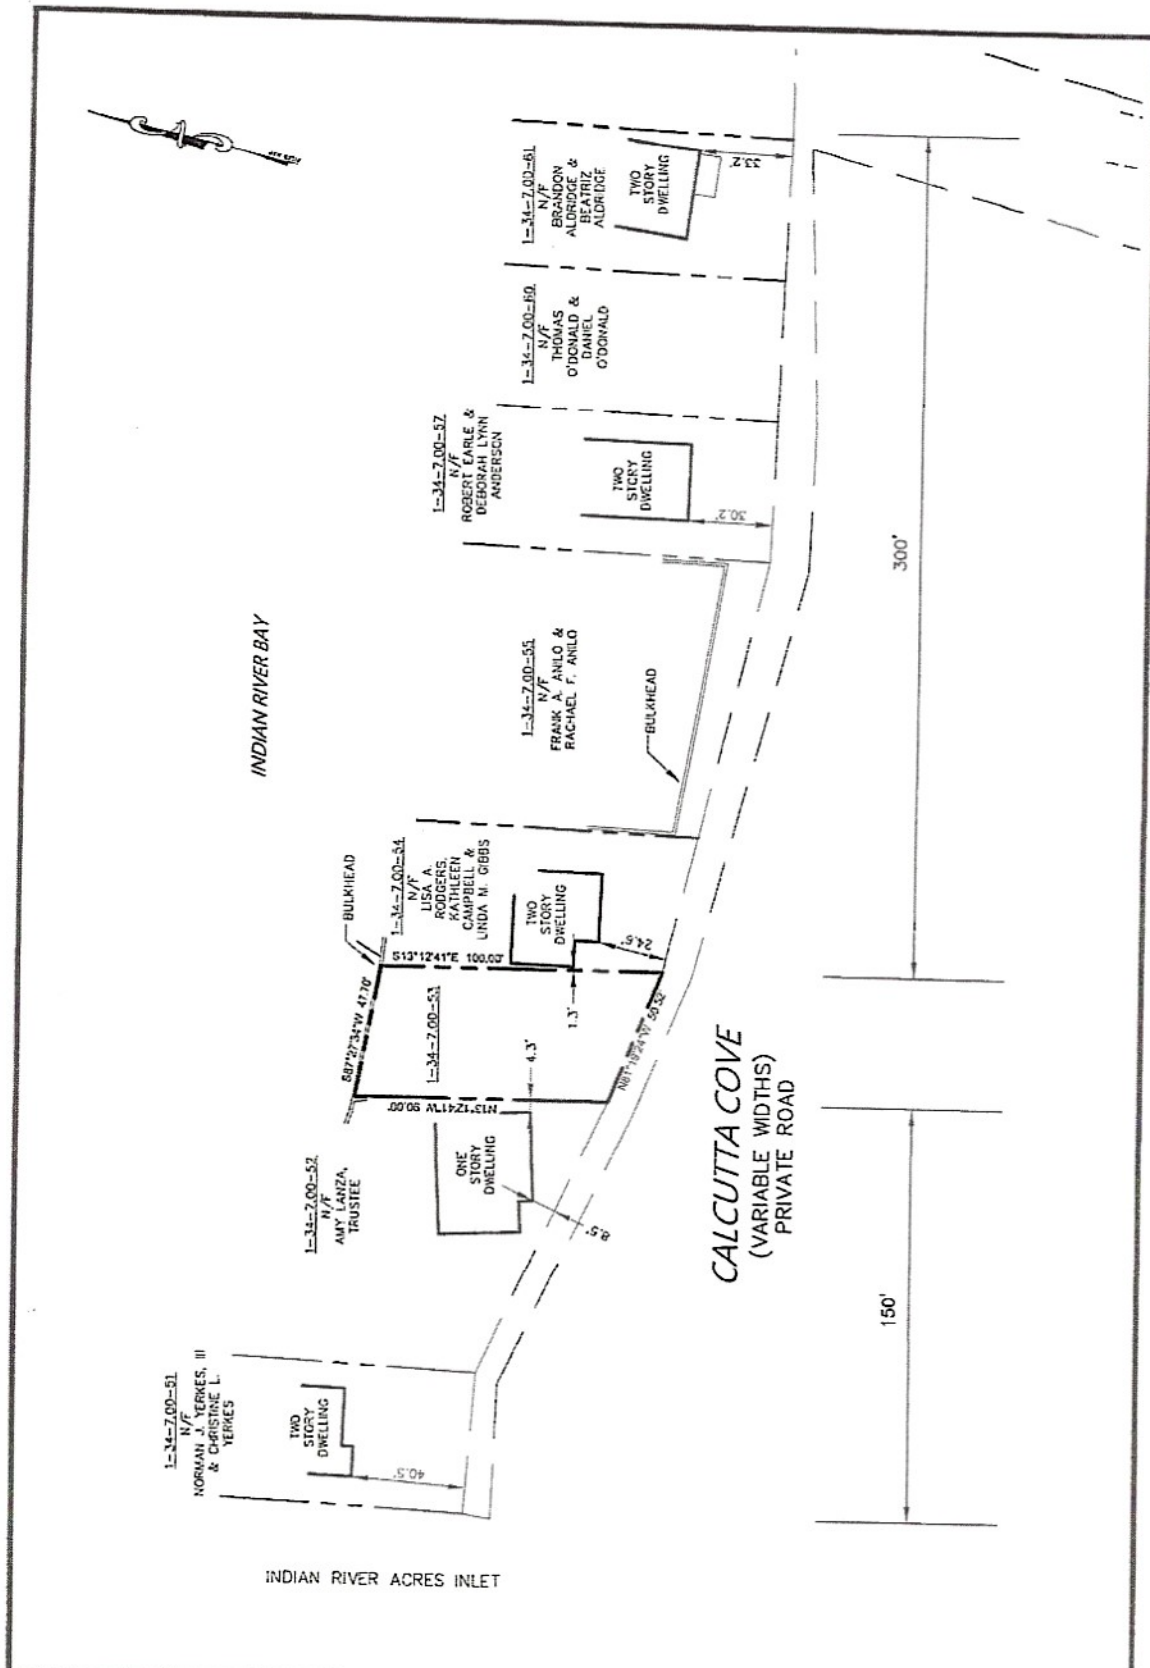 1-34-7.00-61
N/F
BRANDON
ALDRIDGE &
BEATRIZ
ALDRIDGE
TWO
STORY
DWELLING
33.2'
1-34-7.00-60
N/F
THOMAS
O'DONALD &
DANIEL
O'DONALD
1-34-7.00-57
N/F
ROBERT EARLE &
DEBORAH LYNN
ANDERSON
TWO
STORY
DWELLING
30.2'
300'
INDIAN RIVER BAY
1-34-7.00-55
N/F
FRANK A. ANILO &
RACHAEL F. ANILO
BULKHEAD
BULKHEAD
1-34-7.00-54
N/F
LISA A.
RODGERS,
KATHLEEN
CAMPBELL &
LINDA M. GIBBS
TWO
STORY
DWELLING
24.6'
S13°12'41"E 100.00'
S87°27'34"W 47.70'
1-34-7.00-53
1.3'
4.3'
N81°19'24"W 50.52'
N13°12'41"W 90.00'
1-34-7.00-52
N/F
AMY LANZA,
TRUSTEE
ONE
STORY
DWELLING
8.5'
CALCUTTA COVE
(VARIABLE WIDTHS)
PRIVATE ROAD
150'
1-34-7.00-51
N/F
NORMAN J. YERKES, III
& CHRISTINE L.
YERKES
TWO
STORY
DWELLING
40.5'
INDIAN RIVER ACRES INLET